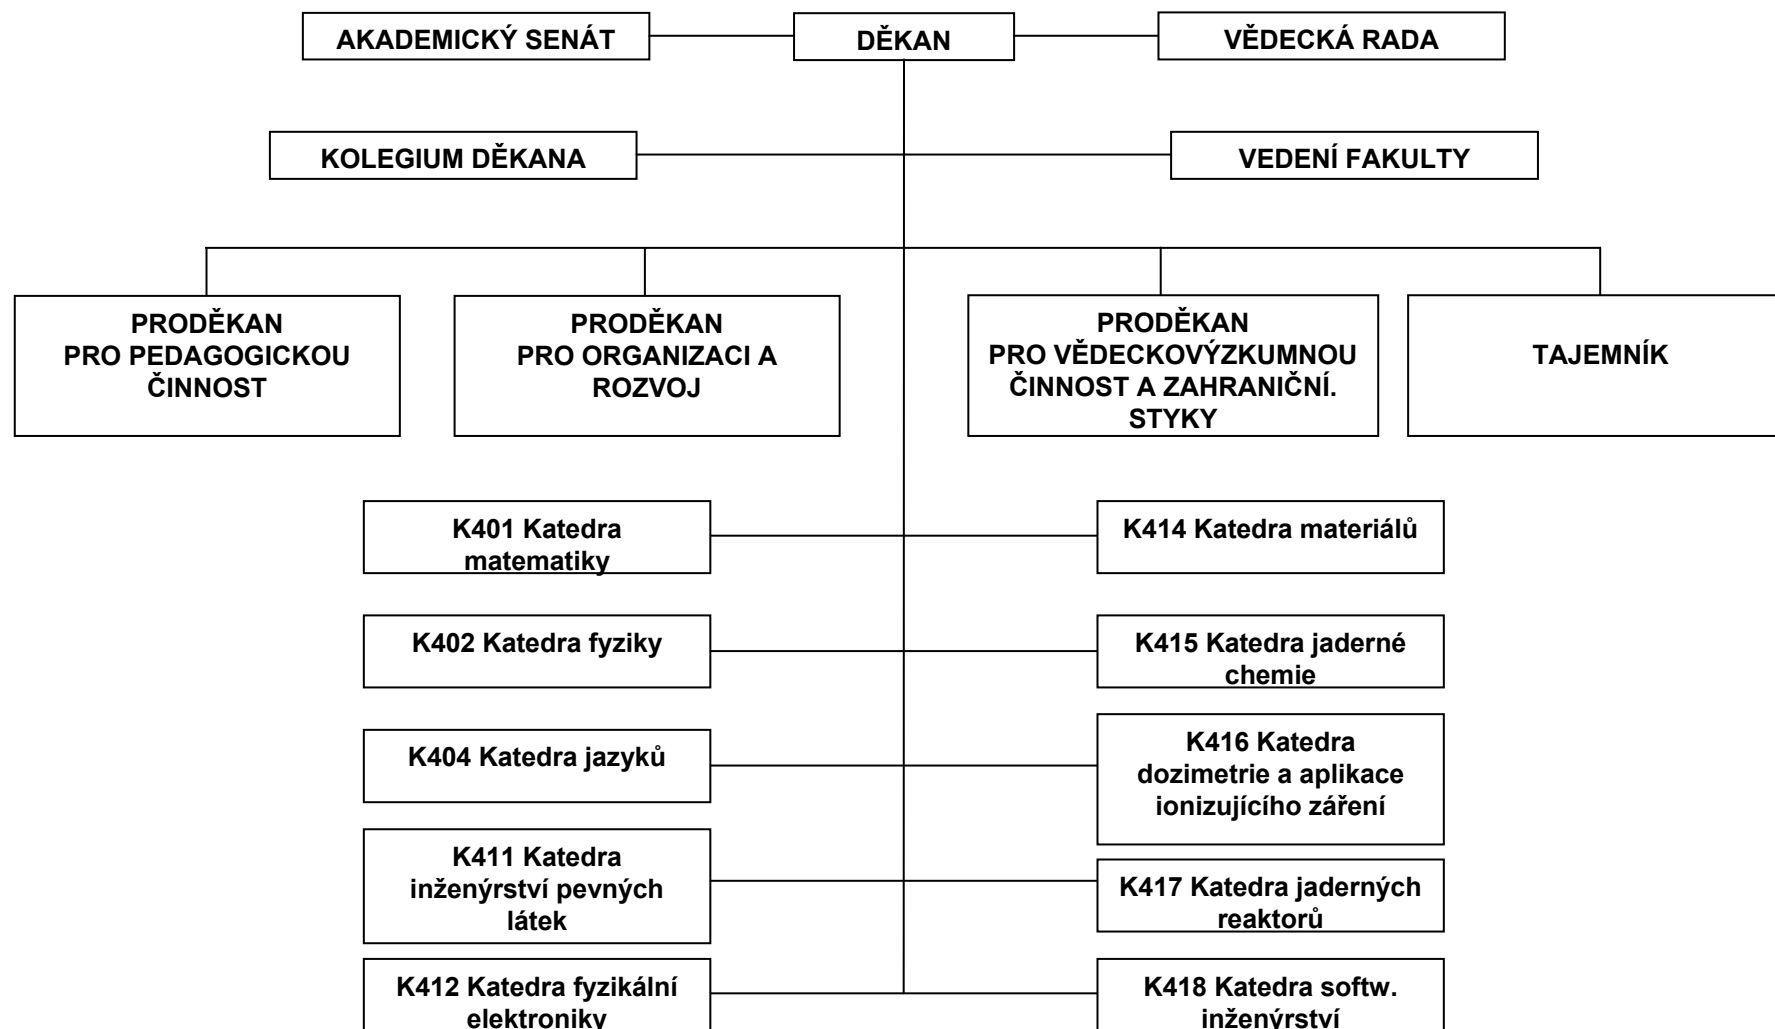 AKADEMICKÝ SENÁT
DĚKAN
VĚDECKÁ RADA
KOLEGIUM DĚKANA
VEDENÍ FAKULTY
PRODĚKAN
PRO PEDAGOGICKOU
ČINNOST
PRODĚKAN
PRO ORGANIZACI A
ROZVOJ
PRODĚKAN
PRO VĚDECKOVÝZKUMNOU
ČINNOST A ZAHRANIČNÍ.
STYKY
TAJEMNÍK
K401 Katedra
matematiky
K414 Katedra materiálů
K402 Katedra fyziky
K415 Katedra jaderné
chemie
K404 Katedra jazyků
K416 Katedra
dozimetrie a aplikace
ionizujícího záření
K411 Katedra
inženýrství pevných
látek
K417 Katedra jaderných
reaktorů
K412 Katedra fyzikální
elektroniky
K418 Katedra softw.
inženýrství